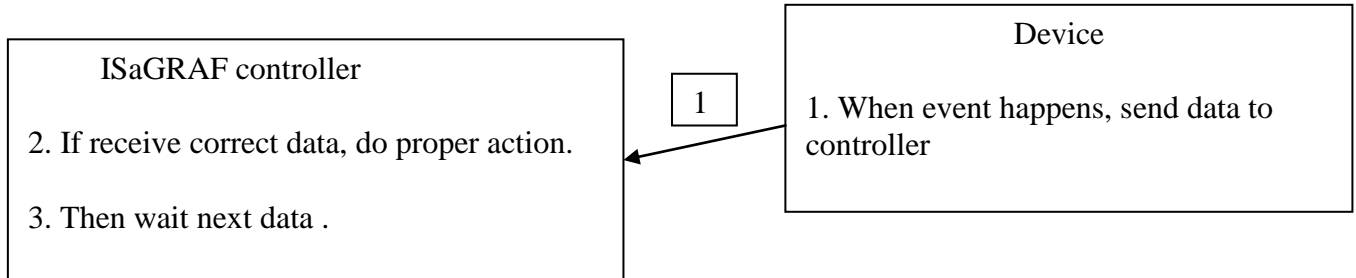 ISaGRAF controller
2. If receive correct data, do proper action.
3. Then wait next data .
1
Device
1. When event happens, send data to
controller